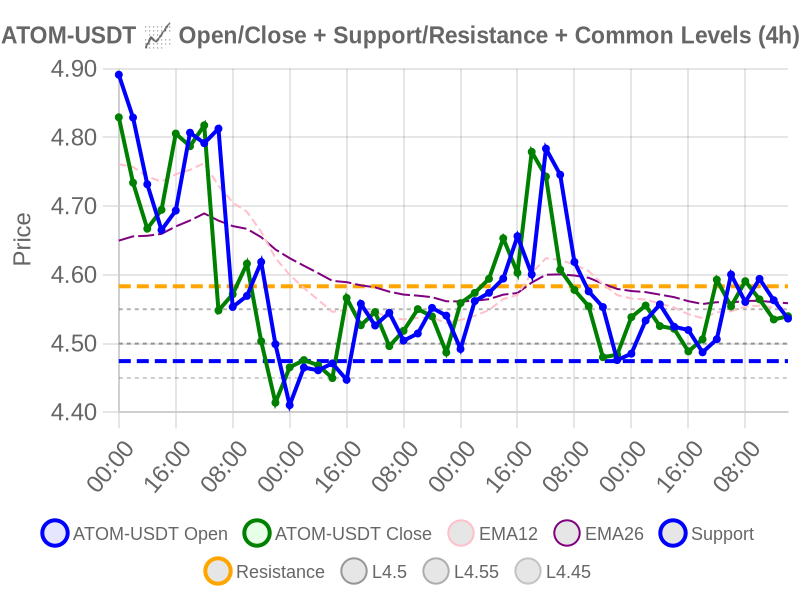 ATOM-USDT 📈 Open/Close + Support/Resistance + Common Levels (4h)
4.90
4.80
4.70
4.60
4.50
4.40
Price
00:00 16:00 08:00 00:00 16:00 08:00 00:00 16:00 08:00 00:00 16:00 08:00
ATOM-USDT Open ATOM-USDT Close EMA12 EMA26 Support
Resistance L4.5 L4.55 L4.45